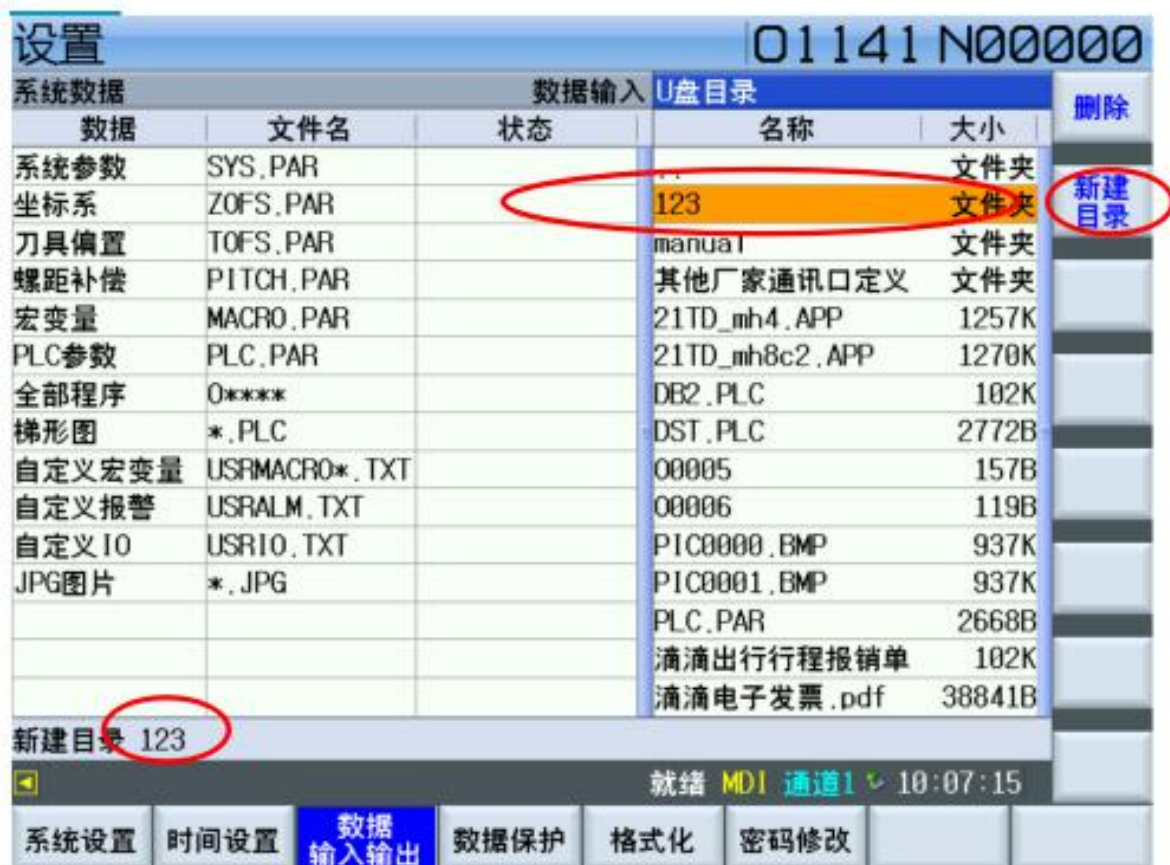 设置 O1141 N00000
系统数据 数据输入 U盘目录 删除
数据 文件名 状态 名称 大小
系统参数 SYS.PAR .. 文件夹
坐标系 ZOFS.PAR 123 文件夹 新建目录
刀具偏置 TOFS.PAR manual 文件夹
螺距补偿 PITCH.PAR 其他厂家通讯口定义 文件夹
宏变量 MACRO.PAR 21TD_mh4.APP 1257K
PLC参数 PLC.PAR 21TD_mh8c2.APP 1270K
全部程序 O**** DB2.PLC 102K
梯形图 *.PLC DST.PLC 2772B
自定义宏变量 USRMACRO*.TXT O0005 157B
自定义报警 USRALM.TXT O0006 119B
自定义IO USRIO.TXT PIC0000.BMP 937K
JPG图片 *.JPG PIC0001.BMP 937K
PLC.PAR 2668B
滴滴出行行程报销单 102K
滴滴电子发票.pdf 38841B
新建目录 123
就绪 MDI 通道1 10:07:15
系统设置 时间设置 数据输入输出 数据保护 格式化 密码修改